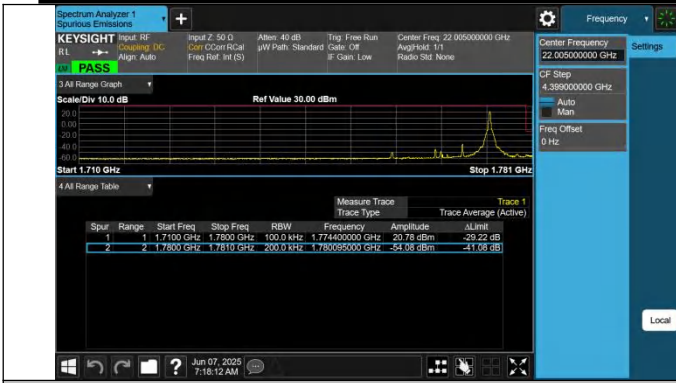 Spectrum Analyzer 1
Spurious Emissions
Frequency
KEYSIGHT Input: RF Input Z: 50 Ω Atten: 40 dB Trig: Free Run Center Freq: 22.005000000 GHz
RL Coupling: DC Corr CCorr RCal µW Path: Standard Gate: Off Avg|Hold: 1/1
Align: Auto Freq Ref: Int (S) IF Gain: Low Radio Std: None
PASS
Center Frequency
22.005000000 GHz
Settings
CF Step
4.399000000 GHz
Auto
Man
Freq Offset
0 Hz
3 All Range Graph
Scale/Div 10.0 dB Ref Value 30.00 dBm
20.0
0.00
-20.0
-40.0
-60.0
Start 1.710 GHz Stop 1.781 GHz
4 All Range Table
Measure Trace Trace 1
Trace Type Trace Average (Active)
Spur Range Start Freq Stop Freq RBW Frequency Amplitude ΔLimit
1 1 1.7100 GHz 1.7800 GHz 100.0 kHz 1.774400000 GHz 20.78 dBm -29.22 dB
2 2 1.7800 GHz 1.7810 GHz 200.0 kHz 1.780095000 GHz -54.08 dBm -41.08 dB
Local
Jun 07, 2025
7:18:12 AM